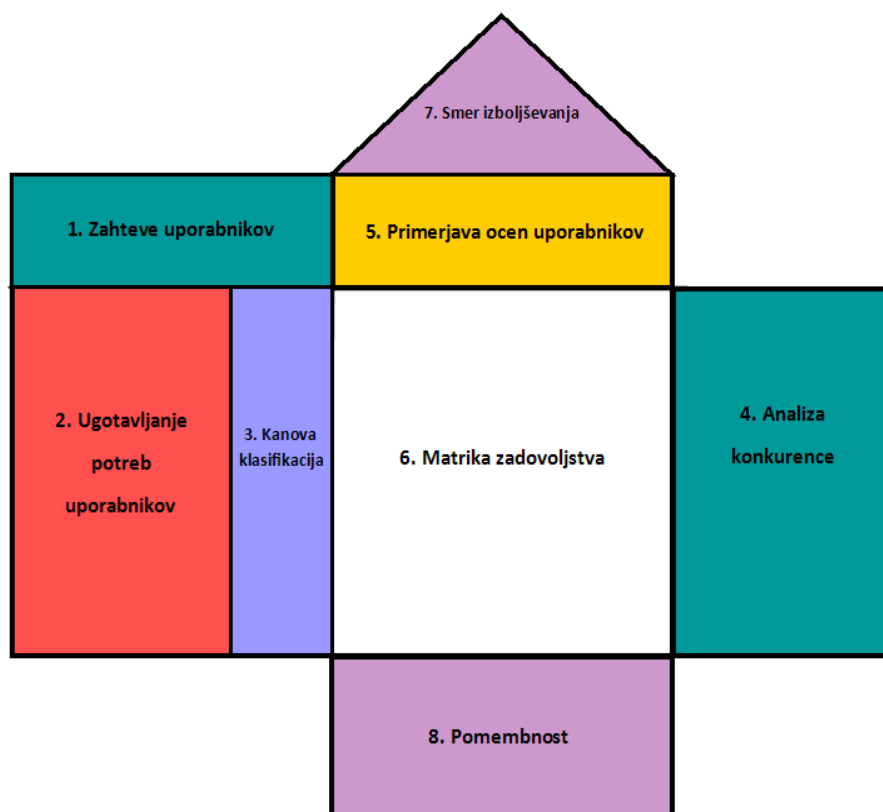 7. Smer izboljševanja
1. Zahteve uporabnikov
5. Primerjava ocen uporabnikov
2. Ugotavljanje
potreb
uporabnikov
3. Kanova
klasifikacija
6. Matrika zadovoljstva
4. Analiza
konkurence
8. Pomembnost